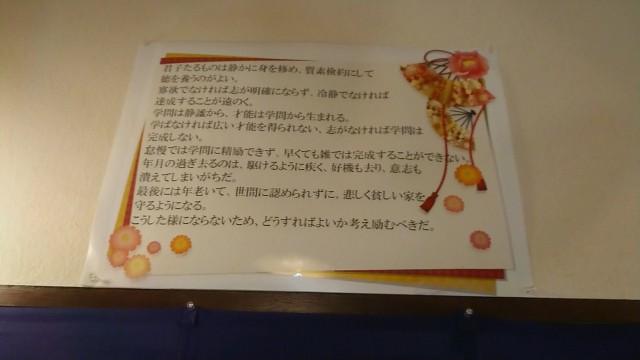 君子たるものは静かに身を修め、質素倹約にして
徳を養うのがよい。
寡欲でなければ志が明確にならず、冷静でなければ
達成することが遠のく。
学問は静謐から、才能は学問から生まれる。
学ばなければ広い才能を得られない、志がなければ学問は
完成しない。
怠慢では学問に精励できず、早くても雑では完成することができない。
年月の過ぎ去るのは、駆けるように疾く、好機も去り、意志も
潰えてしまいがちだ。
最後には年老いて、世間に認められずに、悲しく貧しい家を
守るようになる。
こうした様にならないため、どうすればよいか考え励むべきだ。